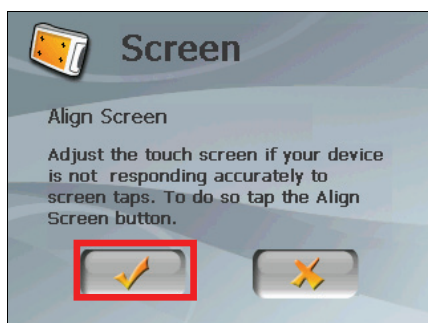 Screen
Align Screen
Adjust the touch screen if your device
is not responding accurately to
screen taps. To do so tap the Align
Screen button.